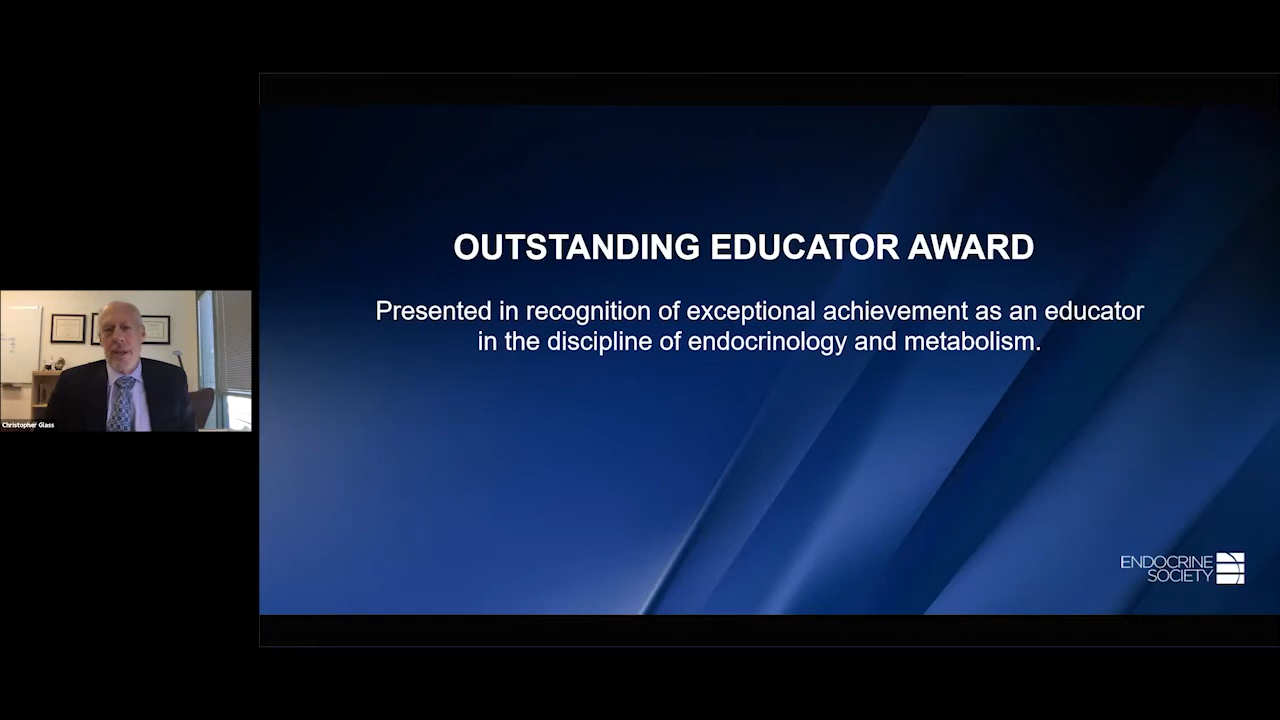 OUTSTANDING EDUCATOR AWARD
Presented in recognition of exceptional achievement as an educator
in the discipline of endocrinology and metabolism.
Christopher Glass
ENDOCRINE
SOCIETY